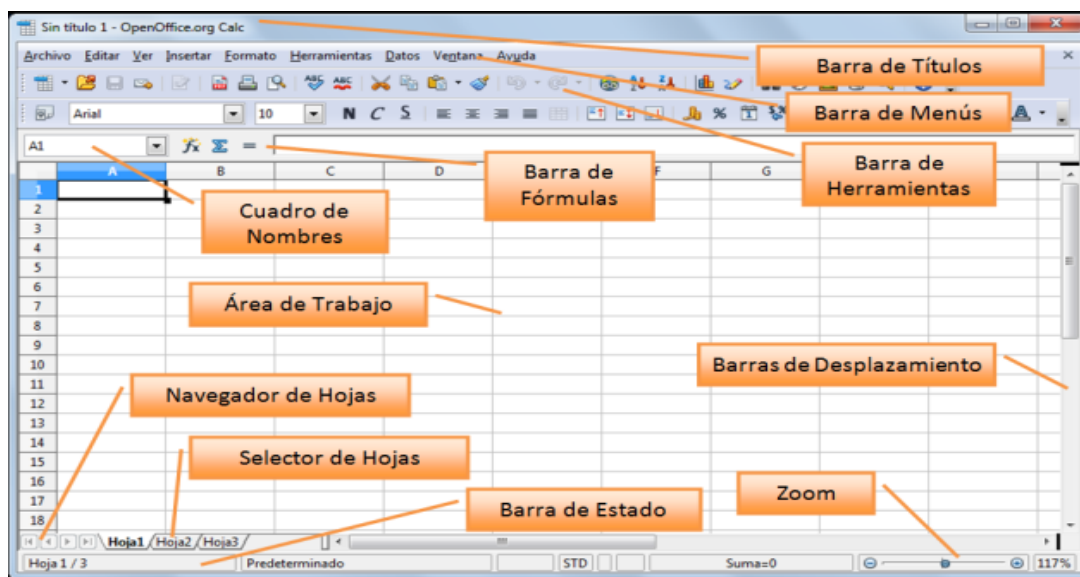 Sin título 1 - OpenOffice.org Calc
Archivo Editar Ver Insertar Formato Herramientas Datos Ventana Ayuda
Barra de Títulos
Arial 10 N C S
Barra de Menús
A1
Barra de
Herramientas
Barra de
Fórmulas
A B C D F G
Cuadro de
Nombres
1
2
3
4
5
6
7
8
9
10
11
12
13
14
15
16
17
18
Área de Trabajo
Barras de Desplazamiento
Navegador de Hojas
Selector de Hojas
Zoom
Barra de Estado
Hoja1 Hoja2 Hoja3
Hoja 1 / 3 Predeterminado STD Suma=0 117%